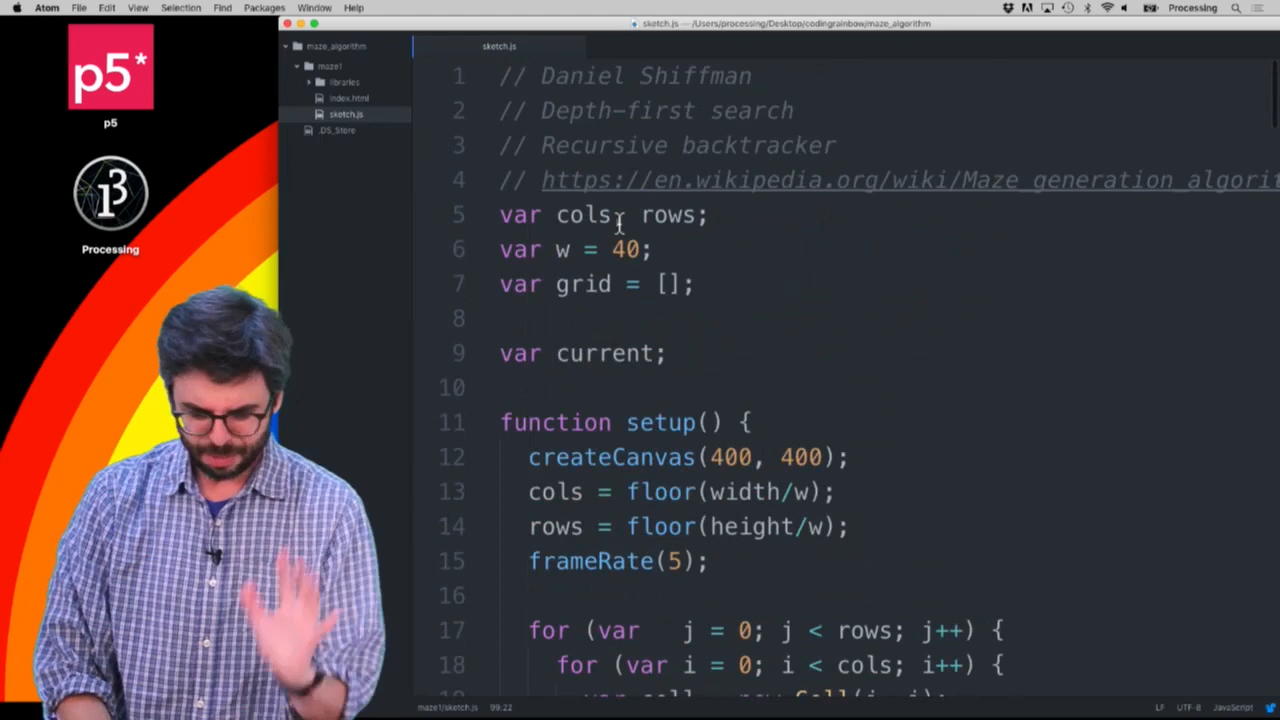 Atom File Edit View Selection Find Packages Window Help Processing
sketch.js — /Users/processing/Desktop/codingrainbow/maze_algorithm
p5*
p5
Processing
maze_algorithm
maze1
libraries
index.html
sketch.js
.DS_Store
sketch.js
1 // Daniel Shiffman
2 // Depth-first search
3 // Recursive backtracker
4 // https://en.wikipedia.org/wiki/Maze_generation_algorit
5 var cols, rows;
6 var w = 40;
7 var grid = [];
8
9 var current;
10
11 function setup() {
12 createCanvas(400, 400);
13 cols = floor(width/w);
14 rows = floor(height/w);
15 frameRate(5);
16
17 for (var j = 0; j < rows; j++) {
18 for (var i = 0; i < cols; i++) {
maze1/sketch.js 99:22 LF UTF-8 JavaScript